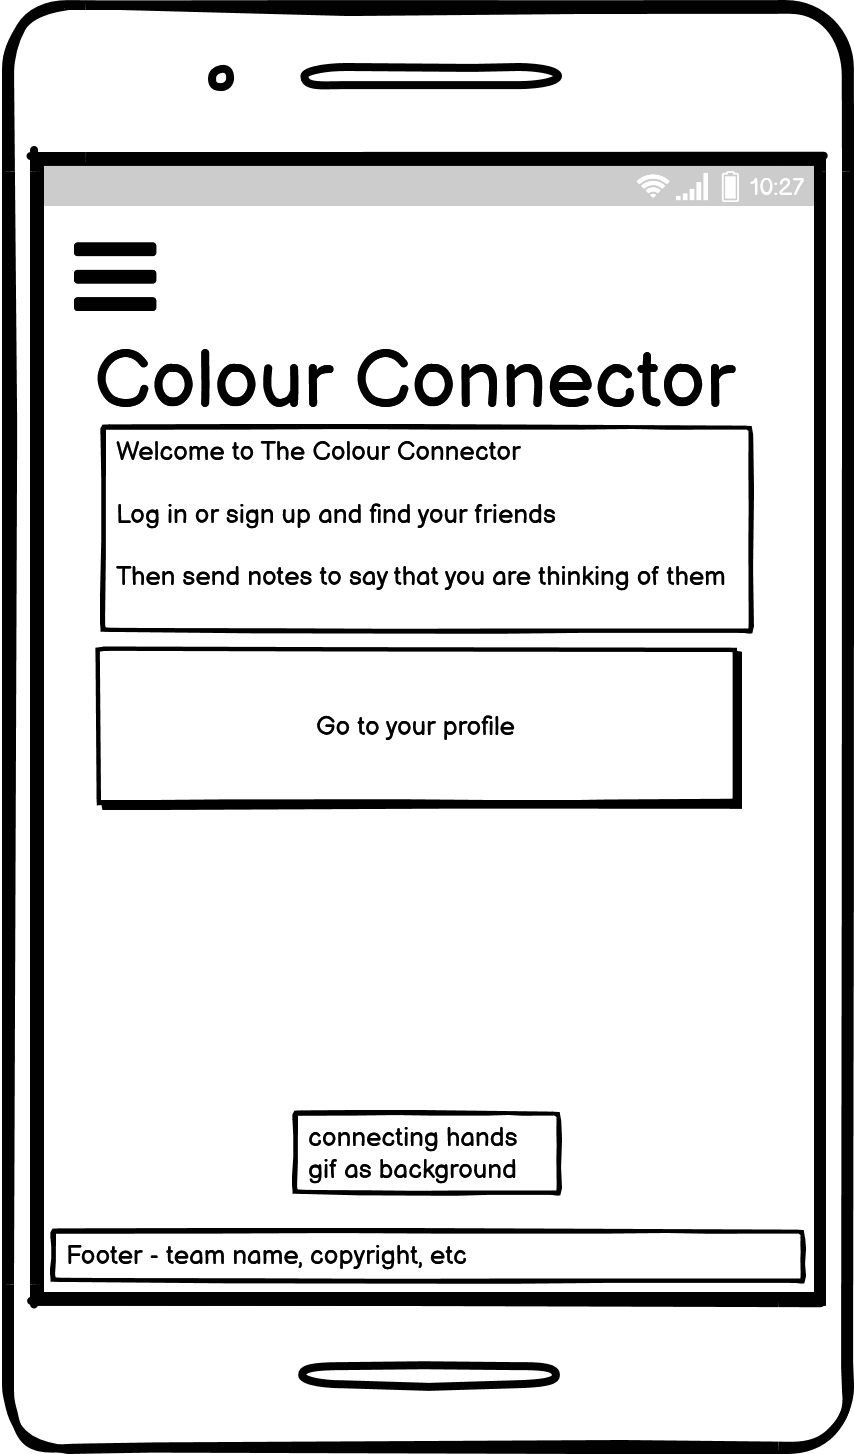 10:27
Colour Connector
Welcome to The Colour Connector
Log in or sign up and find your friends
Then send notes to say that you are thinking of them
Go to your profile
connecting hands
gif as background
Footer - team name, copyright, etc